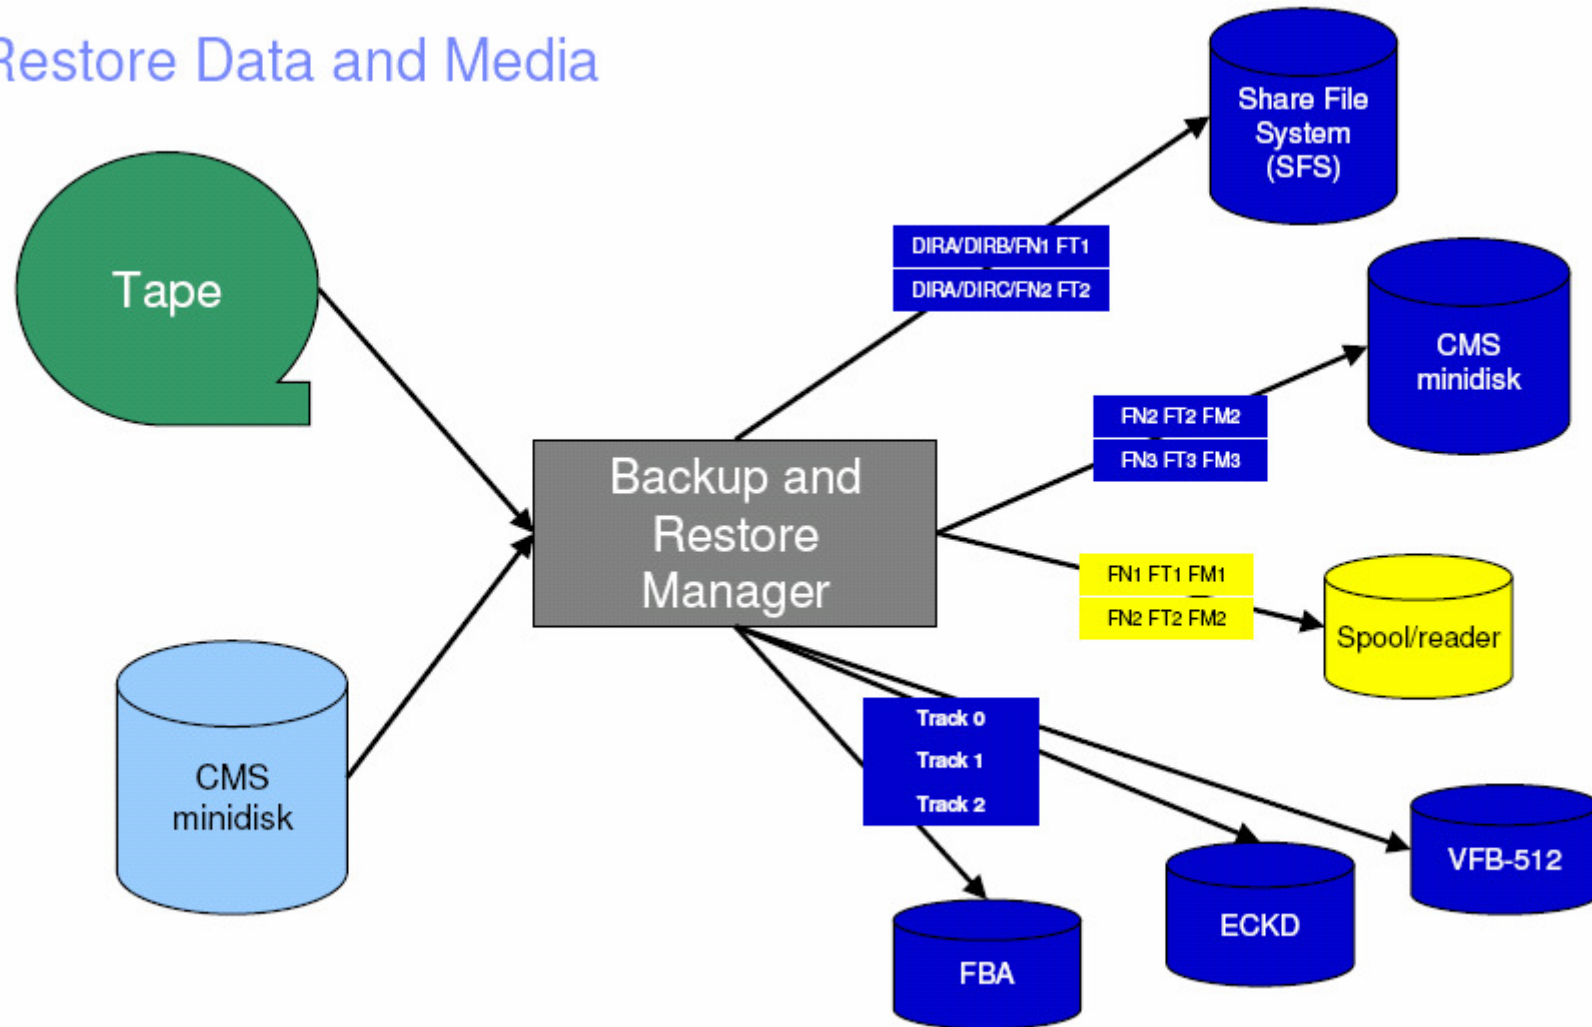 Restore Data and Media
Share File
System
(SFS)
DIRA/DIRB/FN1 FT1
DIRA/DIRC/FN2 FT2
Tape
CMS
minidisk
FN2 FT2 FM2
FN3 FT3 FM3
Backup and
Restore
Manager
FN1 FT1 FM1
FN2 FT2 FM2
Spool/reader
Track 0
Track 1
Track 2
CMS
minidisk
VFB-512
ECKD
FBA